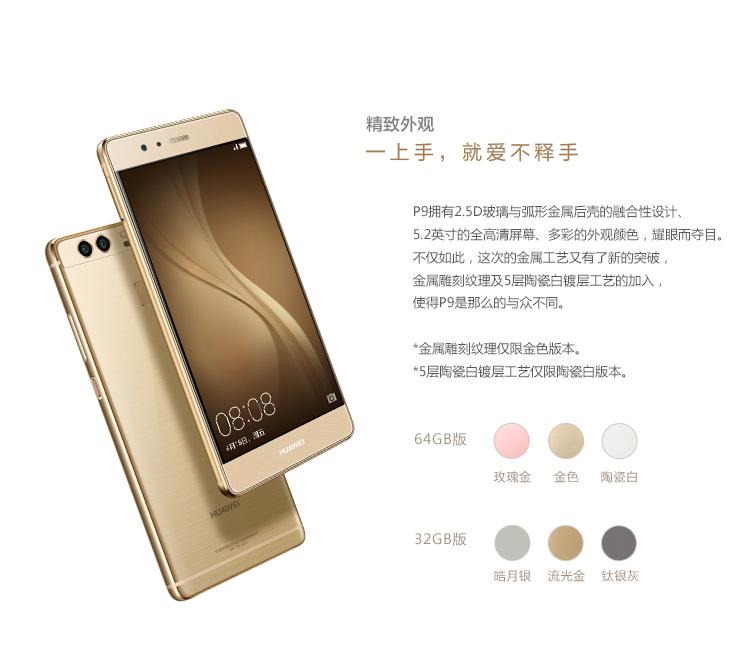 精致外观
一上手，就爱不释手
P9拥有2.5D玻璃与弧形金属后壳的融合性设计、
5.2英寸的全高清屏幕、多彩的外观颜色，耀眼而夺目。
不仅如此，这次的金属工艺又有了新的突破，
金属雕刻纹理及5层陶瓷白镀层工艺的加入，
使得P9是那么的与众不同。
*金属雕刻纹理仅限金色版本。
*5层陶瓷白镀层工艺仅限陶瓷白版本。
64GB版
玫瑰金 金色 陶瓷白
32GB版
皓月银 流光金 钛银灰
08:08
HUAWEI
HUAWEI